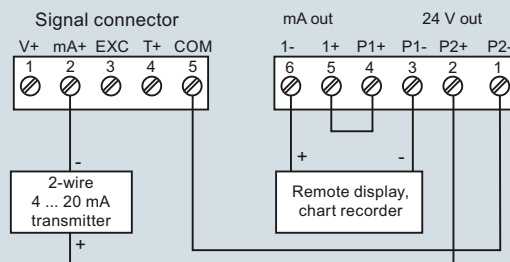 Signal connector
mA out 24 V out
V+ mA+ EXC T+ COM
1- 1+ P1+ P1- P2+ P2-
1 2 3 4 5
6 5 4 3 2 1
- 
+ -
2-wire
4 ... 20 mA
transmitter
Remote display,
chart recorder
+